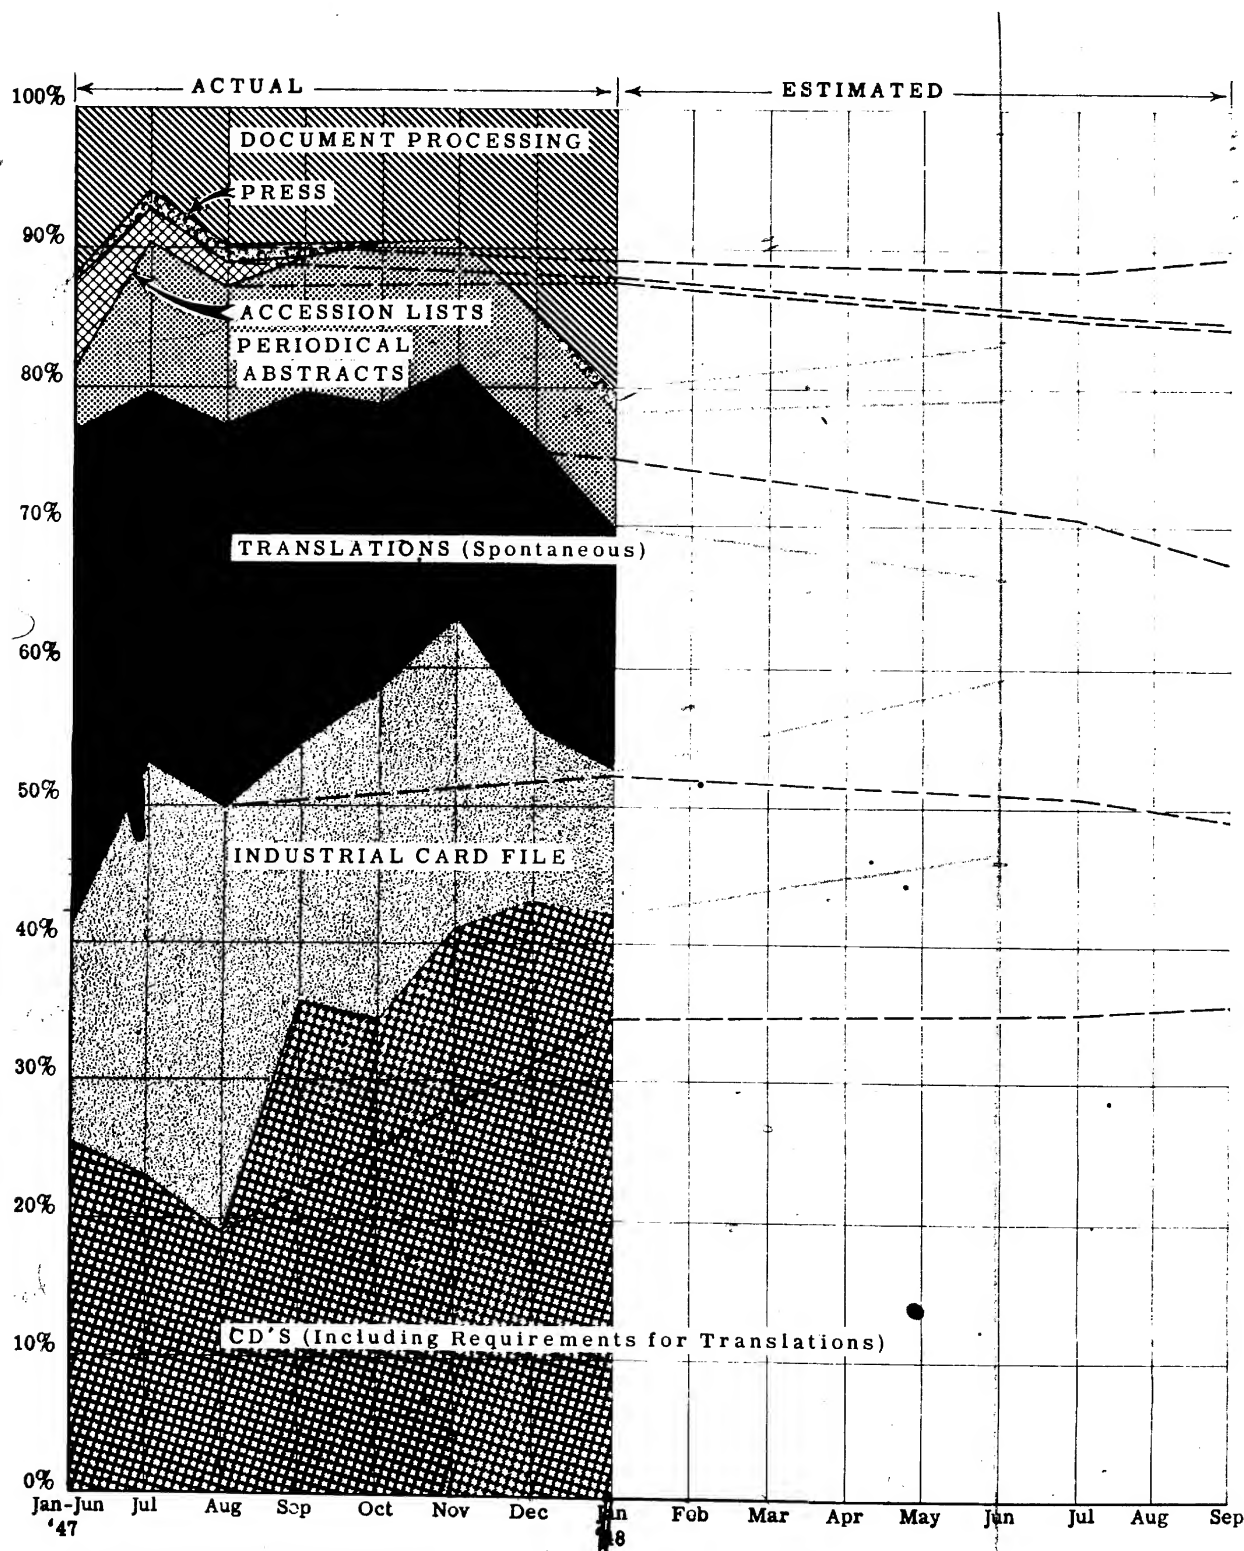 ACTUAL ESTIMATED
100%
DOCUMENT PROCESSING
PRESS
90%
ACCESSION LISTS
PERIODICAL
ABSTRACTS
80%
70%
TRANSLATIONS (Spontaneous)
60%
50%
INDUSTRIAL CARD FILE
40%
30%
20%
CD'S (Including Requirements for Translations)
10%
0%
Jan-Jun Jul Aug Sep Oct Nov Dec Jan Feb Mar Apr May Jun Jul Aug Sep
'47